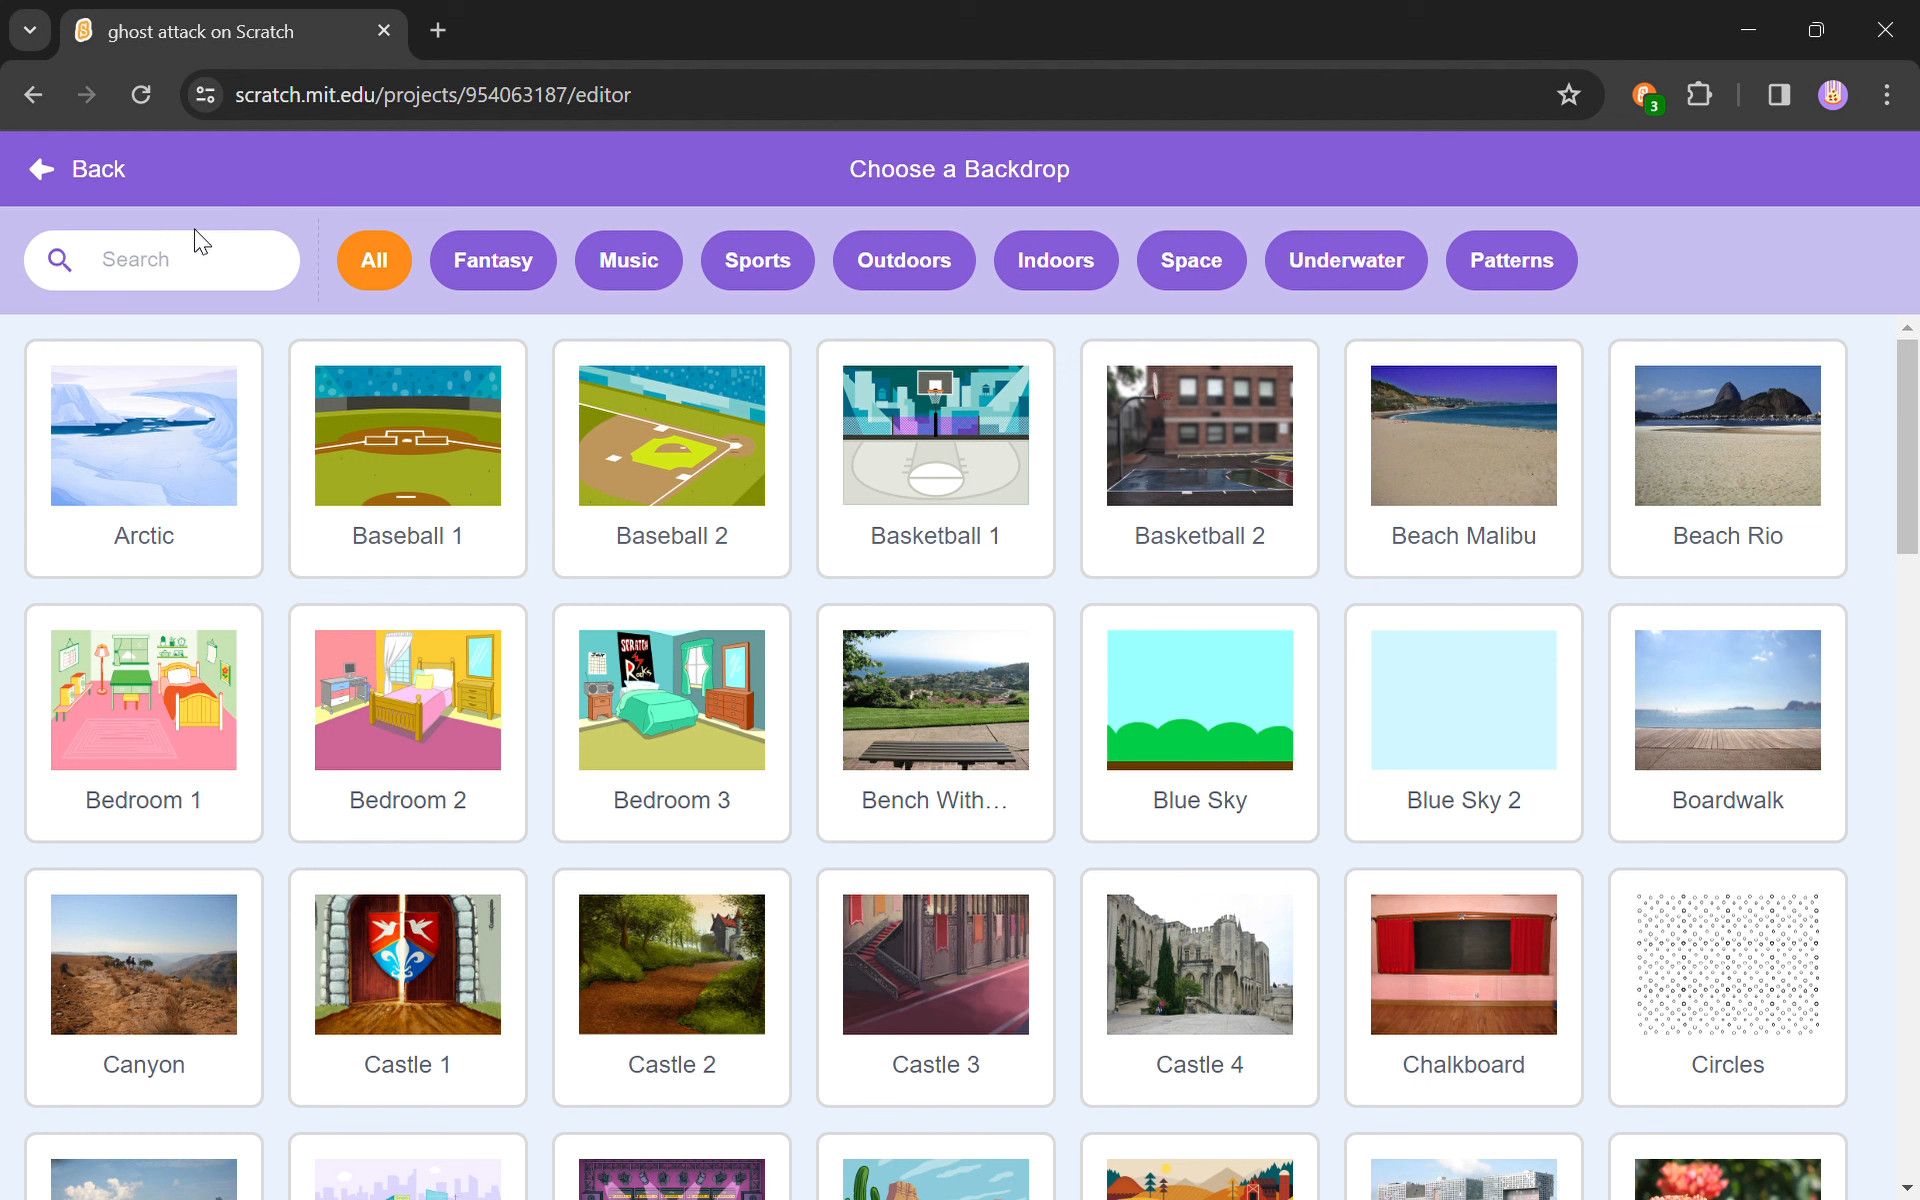 ghost attack on Scratch
scratch.mit.edu/projects/954063187/editor
3
Back
Choose a Backdrop
Search
All
Fantasy
Music
Sports
Outdoors
Indoors
Space
Underwater
Patterns
Arctic
Baseball 1
Baseball 2
Basketball 1
Basketball 2
Beach Malibu
Beach Rio
SCRATCH
Rocks
Bedroom 1
Bedroom 2
Bedroom 3
Bench With...
Blue Sky
Blue Sky 2
Boardwalk
Canyon
Castle 1
Castle 2
Castle 3
Castle 4
Chalkboard
Circles